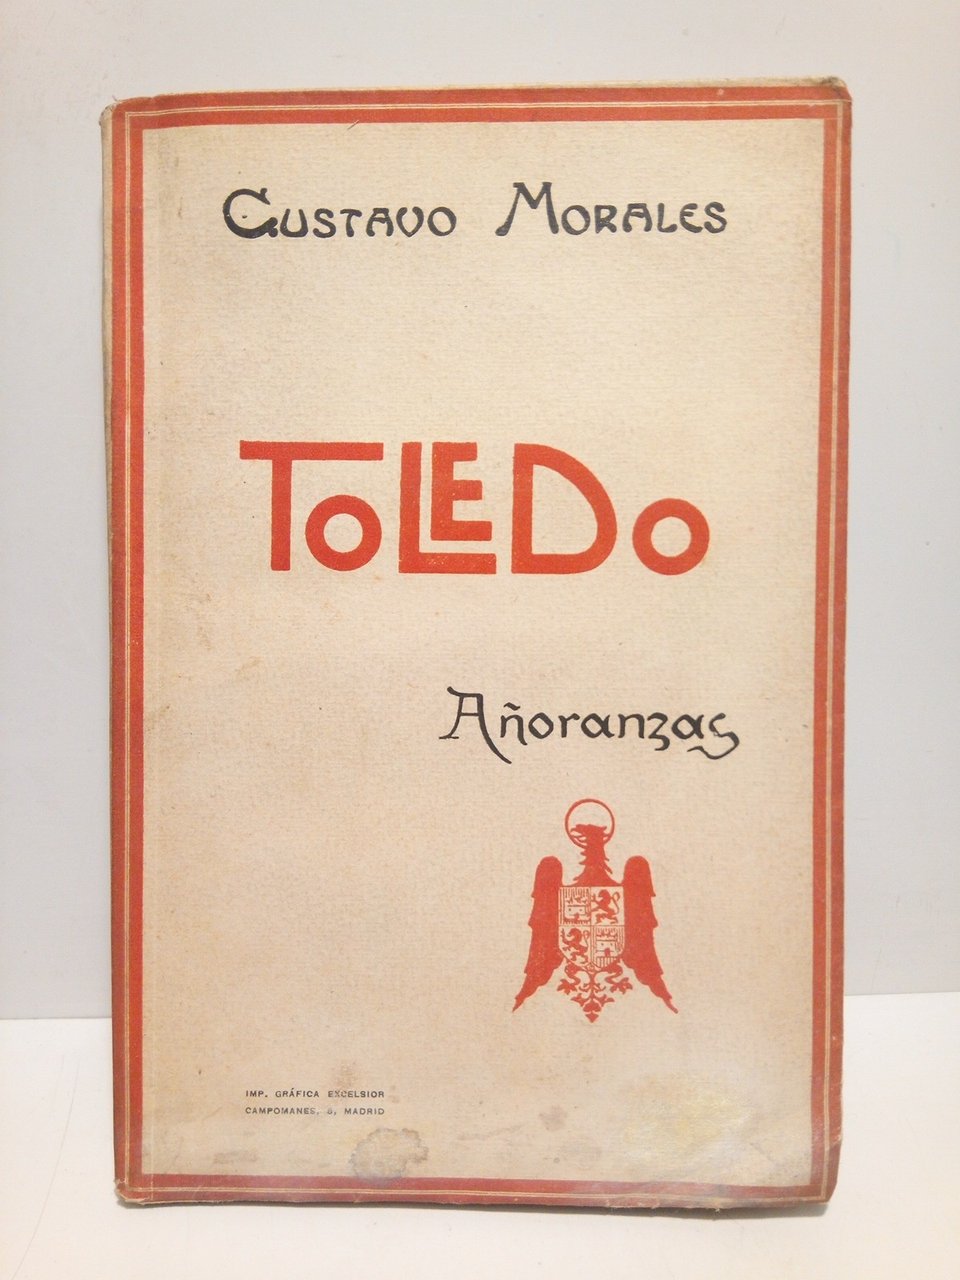 GUSTAVO MORALES
TOLEDO
Añoranzas
IMP. GRÁFICA EXCELSIOR
CAMPOMANES, 8, MADRID